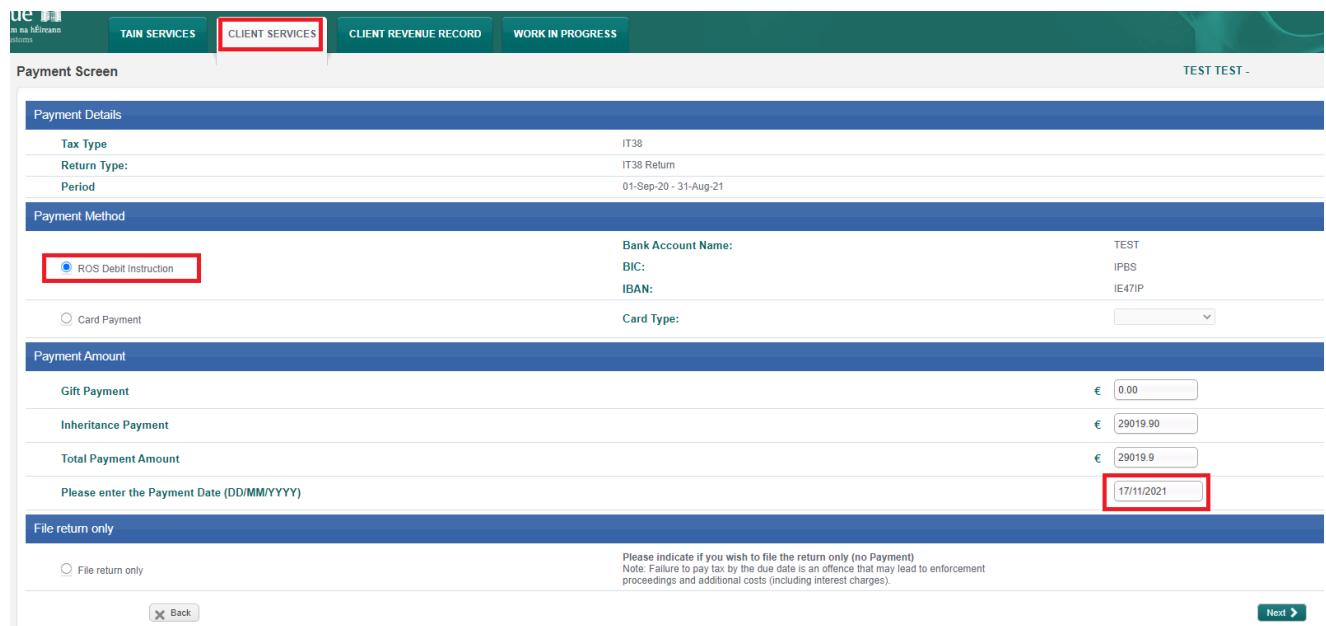 TAIN SERVICES
CLIENT SERVICES
CLIENT REVENUE RECORD
WORK IN PROGRESS
na hÉireann
Payment Screen
TEST TEST -
Payment Details
Tax Type
IT38
Return Type:
IT38 Return
Period
01-Sep-20 - 31-Aug-21
Payment Method
ROS Debit Instruction
Bank Account Name:
TEST
BIC:
IPBS
IBAN:
IE47IP
Card Payment
Card Type:
Payment Amount
Gift Payment
€ 0.00
Inheritance Payment
€ 29019.90
Total Payment Amount
€ 29019.9
Please enter the Payment Date (DD/MM/YYYY)
17/11/2021
File return only
File return only
Please indicate if you wish to file the return only (no Payment)
Note: Failure to pay tax by the due date is an offence that may lead to enforcement
proceedings and additional costs (including interest charges).
Back
Next